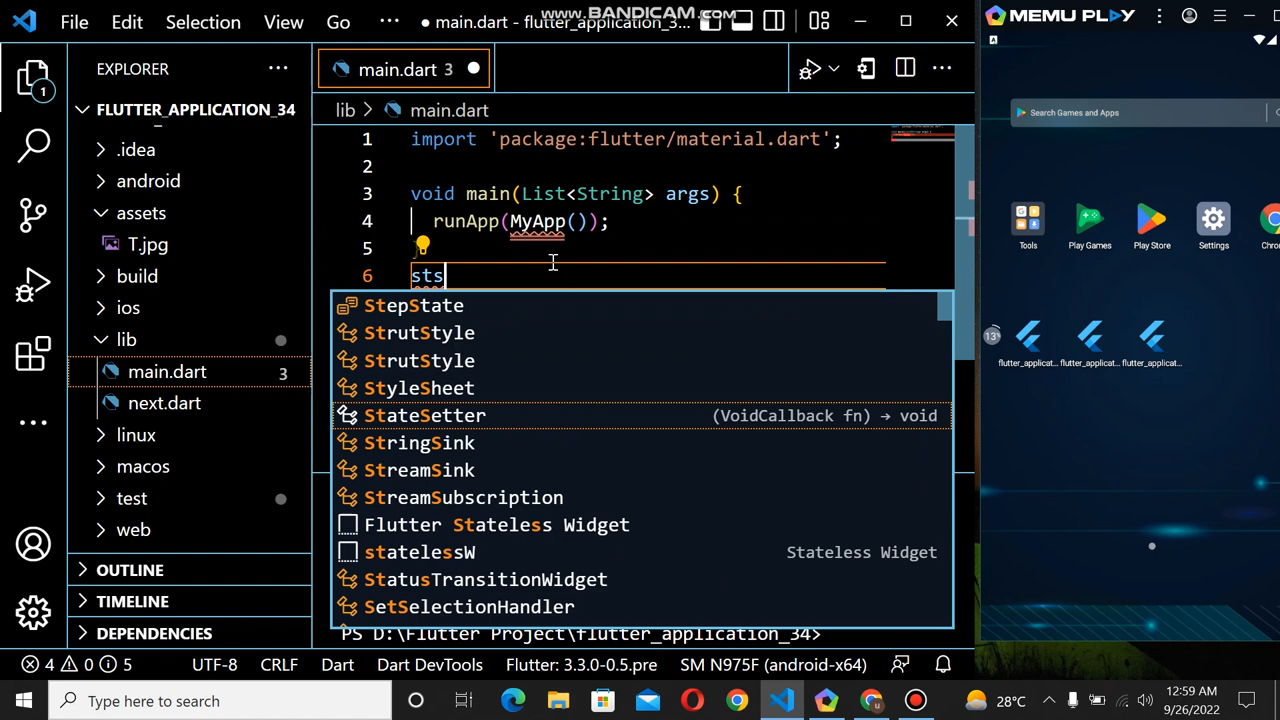 File Edit Selection View Go ··· ● main.dart - flutter_application_3...
www.BANDICAM.com
MEMU PLAY
EXPLORER ···
main.dart 3 ●
FLUTTER_APPLICATION_34
lib > main.dart
.idea
android
assets
T.jpg
build
ios
lib
main.dart 3
next.dart
linux
macos
test
web
OUTLINE
TIMELINE
DEPENDENCIES
1
1 import 'package:flutter/material.dart';
2
3 void main(List<String> args) {
4 runApp(MyApp());
5 }
6 sts
StepState
StrutStyle
StrutStyle
StyleSheet
StateSetter (VoidCallback fn) → void
StringSink
StreamSink
StreamSubscription
Flutter Stateless Widget
statelessW Stateless Widget
StatusTransitionWidget
SetSelectionHandler
PS D:\Flutter Project\flutter_application_34>
4 0 5 UTF-8 CRLF Dart Dart DevTools Flutter: 3.3.0-0.5.pre SM N975F (android-x64)
Type here to search
28°C
12:59 AM
9/26/2022
A
Search Games and Apps
Tools Play Games Play Store Settings Chro
13%
flutter_applicat... flutter_applicat... flutter_applicat...